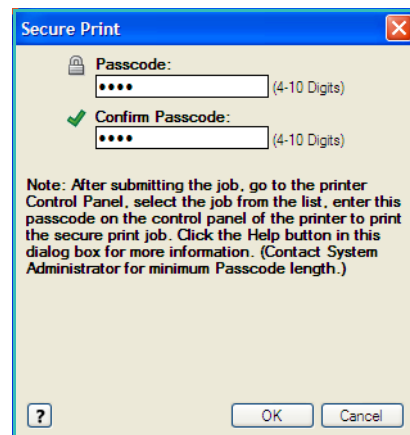 Secure Print
Passcode:
•••• (4-10 Digits)
Confirm Passcode:
•••• (4-10 Digits)
Note: After submitting the job, go to the printer
Control Panel, select the job from the list, enter this
passcode on the control panel of the printer to print
the secure print job. Click the Help button in this
dialog box for more information. (Contact System
Administrator for minimum Passcode length.)
? OK Cancel